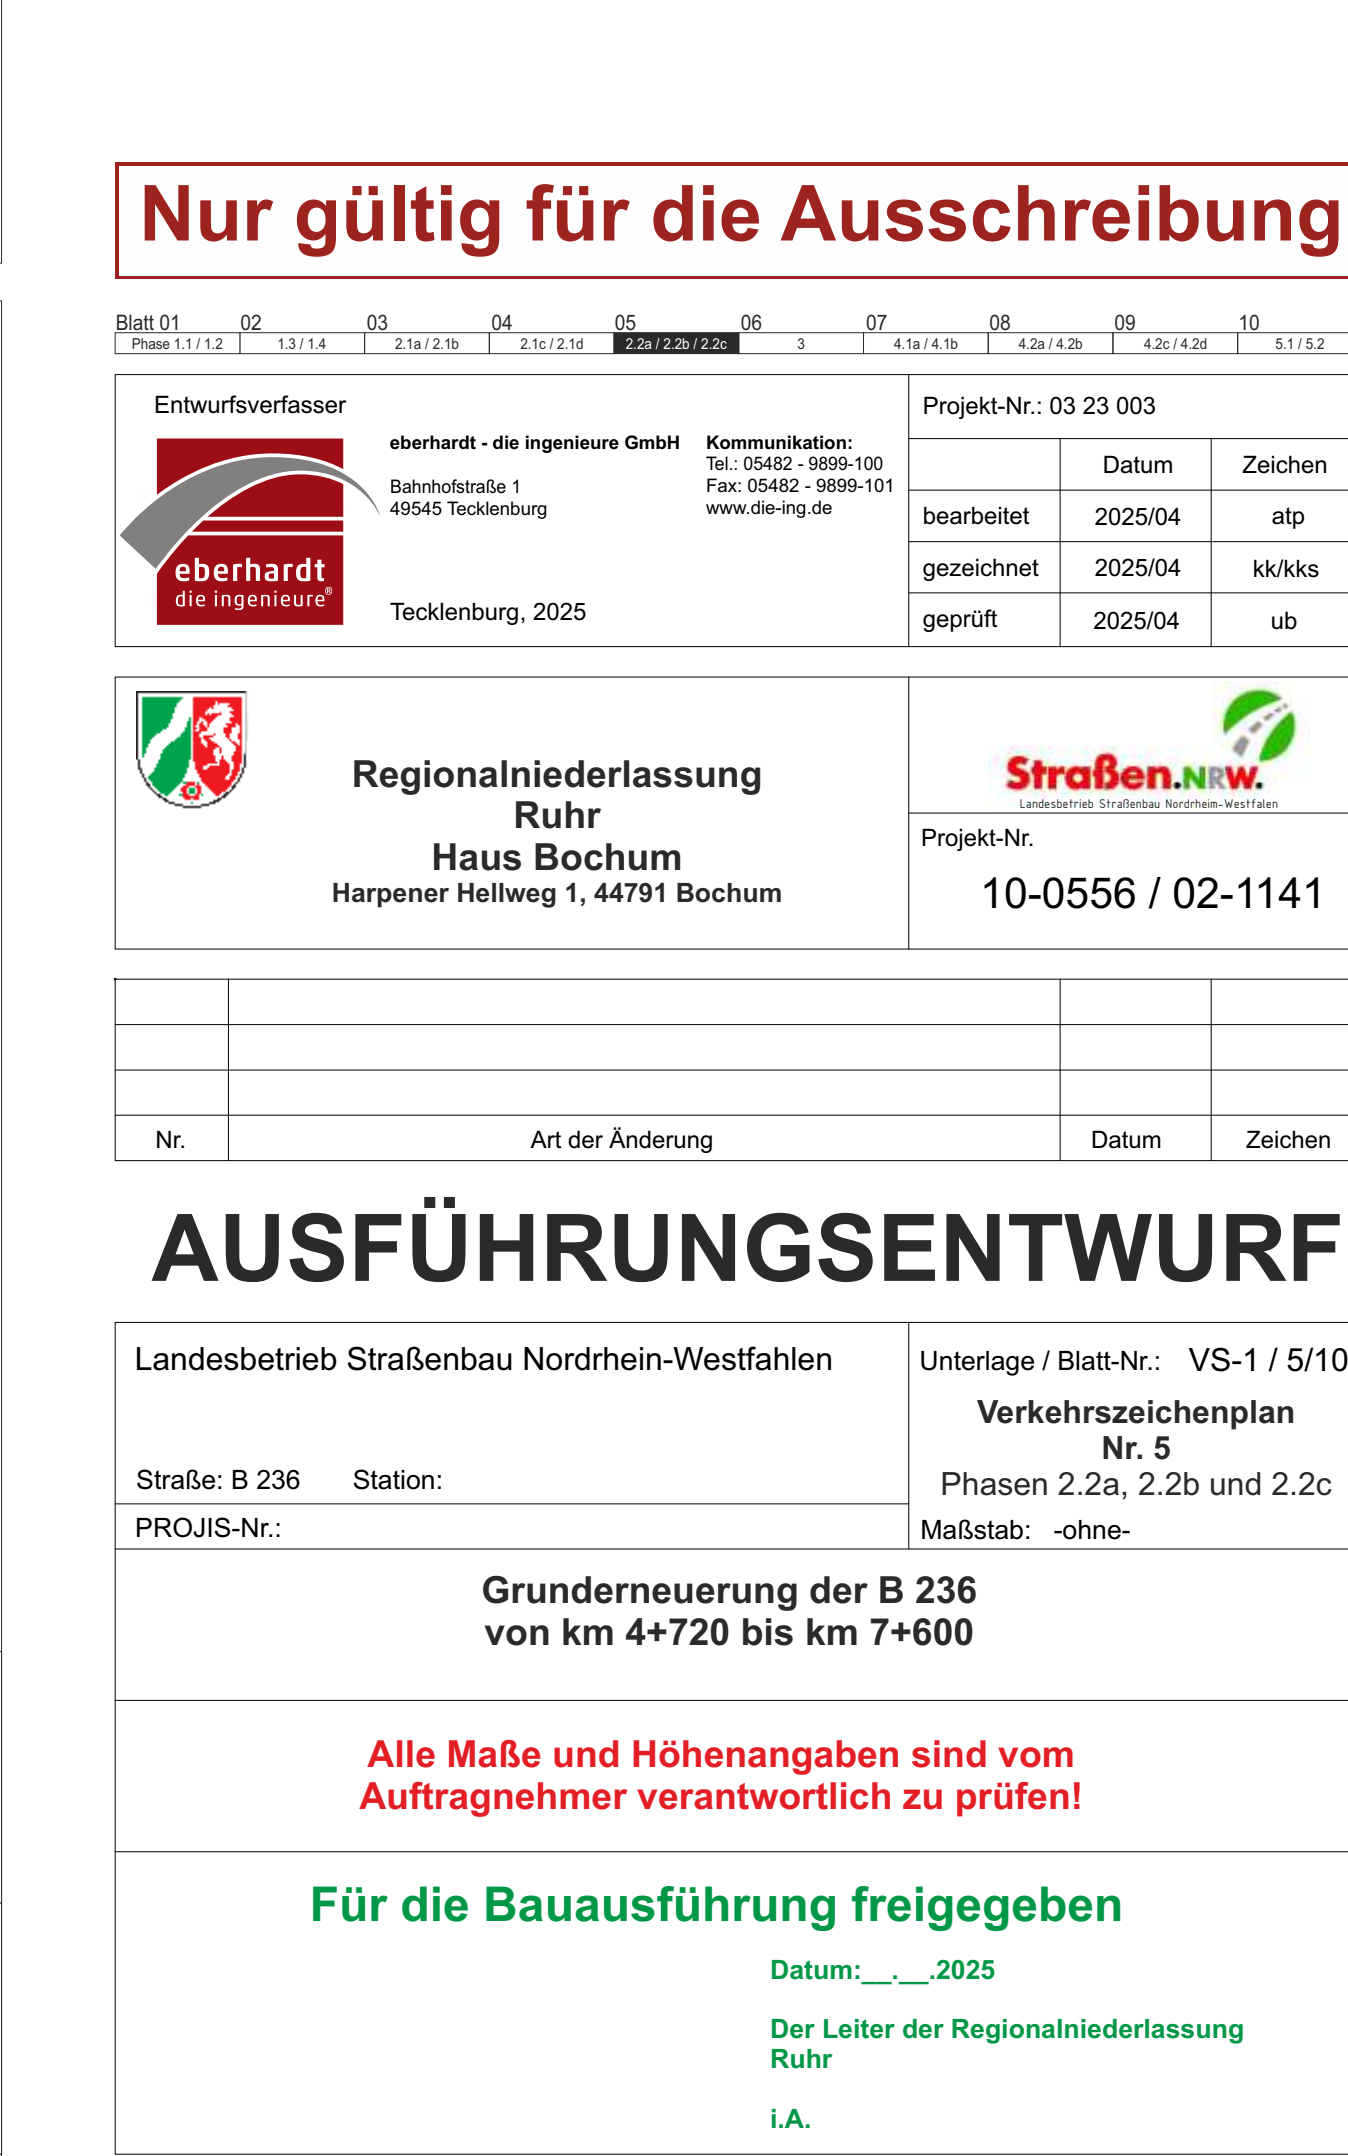 Nur gültig für die Ausschreibung
Blatt 01 02 03 04 05 06 07 08 09 10
Phase 1.1 / 1.2 1.3 / 1.4 2.1a / 2.1b 2.1c / 2.1d 2.2a / 2.2b / 2.2c 3 4.1a / 4.1b 4.2a / 4.2b 4.2c / 4.2d 5.1 / 5.2
Entwurfsverfasser
eberhardt
die ingenieure®
eberhardt - die ingenieure GmbH
Bahnhofstraße 1
49545 Tecklenburg
Tecklenburg, 2025
Kommunikation:
Tel.: 05482 - 9899-100
Fax: 05482 - 9899-101
www.die-ing.de
Projekt-Nr.: 03 23 003
Datum Zeichen
bearbeitet 2025/04 atp
gezeichnet 2025/04 kk/kks
geprüft 2025/04 ub
Regionalniederlassung
Ruhr
Haus Bochum
Harpener Hellweg 1, 44791 Bochum
Straßen.NRW.
Landesbetrieb Straßenbau Nordrhein-Westfalen
Projekt-Nr.
10-0556 / 02-1141
Nr. Art der Änderung Datum Zeichen
AUSFÜHRUNGSENTWURF
Landesbetrieb Straßenbau Nordrhein-Westfahlen
Straße: B 236 Station:
PROJIS-Nr.:
Unterlage / Blatt-Nr.: VS-1 / 5/10
Verkehrszeichenplan
Nr. 5
Phasen 2.2a, 2.2b und 2.2c
Maßstab: -ohne-
Grunderneuerung der B 236
von km 4+720 bis km 7+600
Alle Maße und Höhenangaben sind vom
Auftragnehmer verantwortlich zu prüfen!
Für die Bauausführung freigegeben
Datum:__.__.2025
Der Leiter der Regionalniederlassung
Ruhr
i.A.